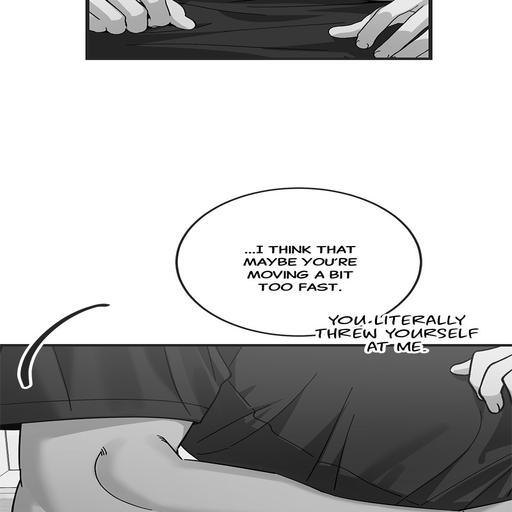 ...I THINK THAT
MAYBE YOU'RE
MOVING A BIT
TOO FAST.
YOU LITERALLY
THREW YOURSELF
AT ME.